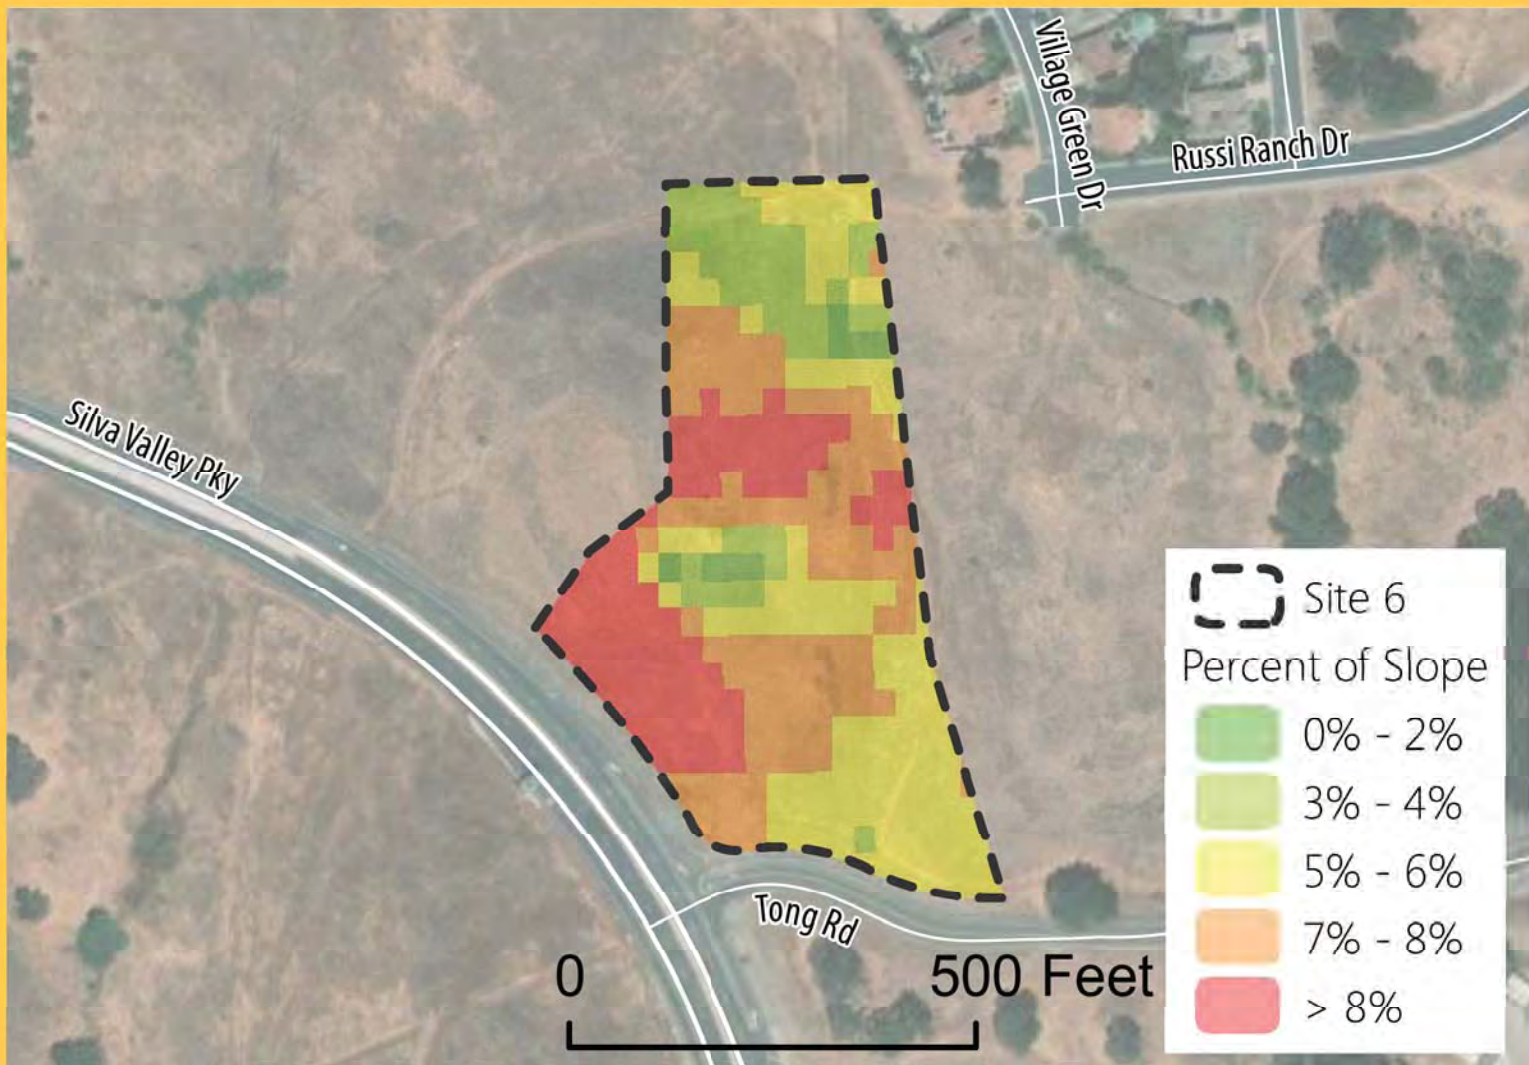 Village Green Dr
Russi Ranch Dr
Silva Valley Pky
Tong Rd
0 500 Feet
Site 6
Percent of Slope
0% - 2%
3% - 4%
5% - 6%
7% - 8%
> 8%